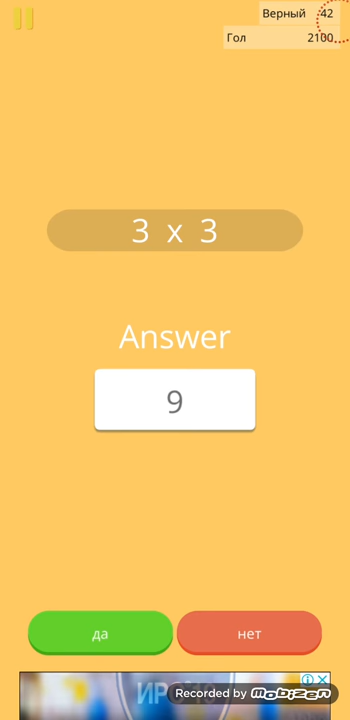 Верный 42
Гол 2100
3 x 3
Answer
9
да нет
Recorded by Mobizen